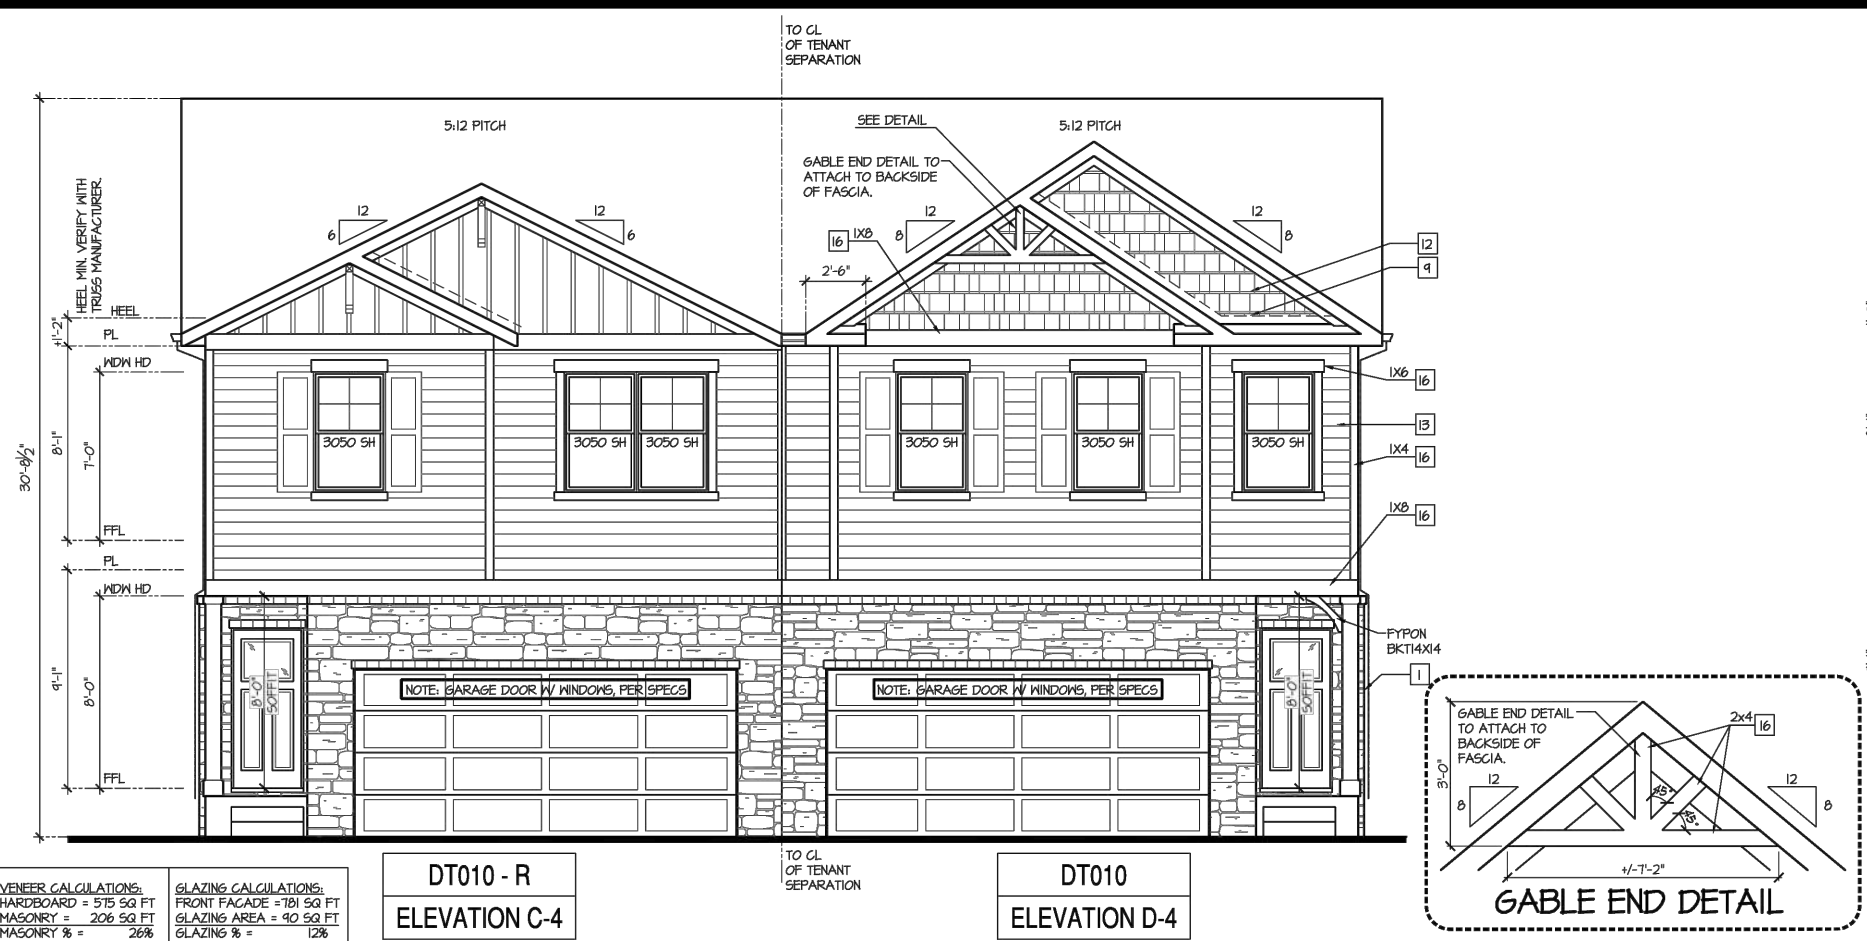 TO CL
OF TENANT
SEPARATION
5:12 PITCH
SEE DETAIL
5:12 PITCH
GABLE END DETAIL TO
ATTACH TO BACKSIDE
OF FASCIA.
HEEL MIN. VERIFY WITH
TRUSS MANUFACTURER.
12
6
12
6
16 1X8
12
8
12
8
2'-6"
12
9
HEEL
+1'-2"
PL
WDW HD
1X6 16
13
3050 SH
3050 SH
3050 SH
3050 SH
3050 SH
3050 SH
1X4 16
30'-8 1/2"
8'-1"
7'-0"
1X8 16
FFL
PL
WDW HD
FYPON
BKT14X14
1
9'-1"
8'-0"
8'-0"
SOFFIT
NOTE: GARAGE DOOR W/ WINDOWS, PER SPECS
NOTE: GARAGE DOOR W/ WINDOWS, PER SPECS
8'-0"
SOFFIT
FFL
GABLE END DETAIL
TO ATTACH TO
BACKSIDE OF
FASCIA.
2x4 16
3'-0"
12
8
45°
45°
12
8
+/-7'-2"
GABLE END DETAIL
TO CL
OF TENANT
SEPARATION
VENEER CALCULATIONS:
HARDBOARD = 575 SQ FT
MASONRY = 206 SQ FT
MASONRY % = 26%
GLAZING CALCULATIONS:
FRONT FACADE =781 SQ FT
GLAZING AREA = 90 SQ FT
GLAZING % = 12%
DT010 - R
ELEVATION C-4
DT010
ELEVATION D-4